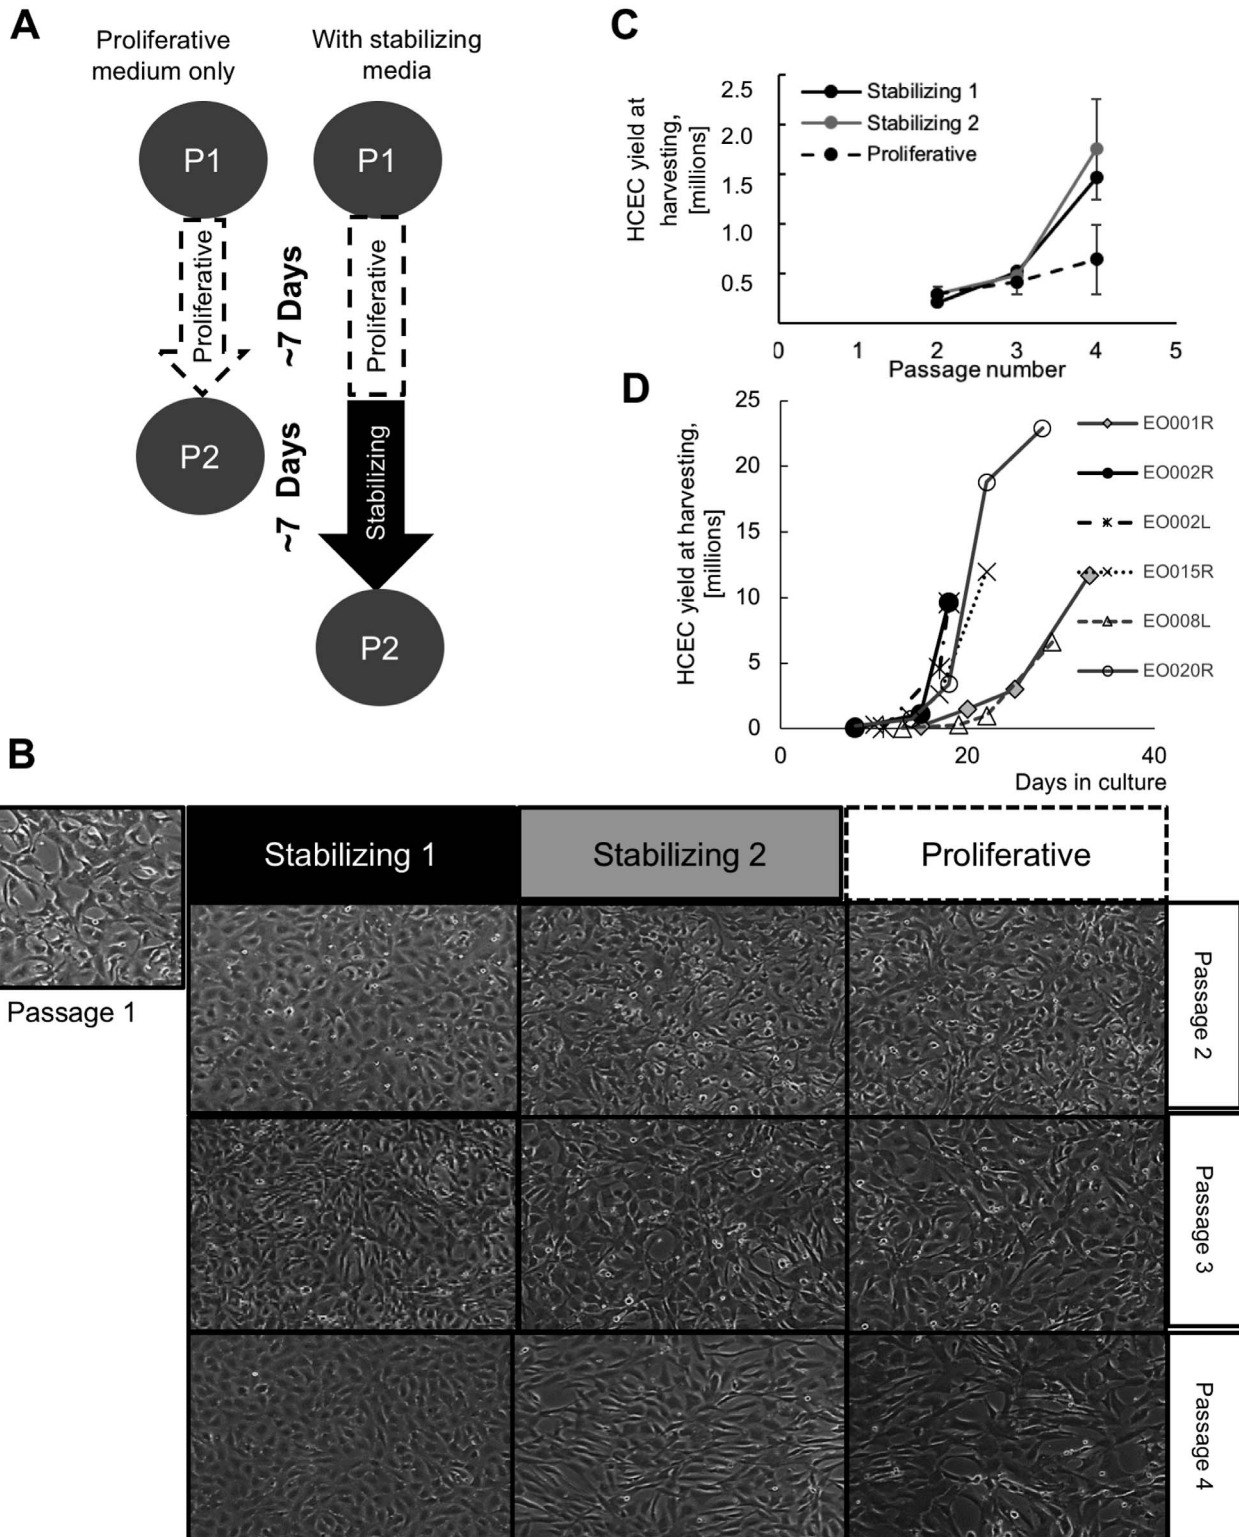 A
Proliferative
medium only
With stabilizing
media
P1
P1
Proliferative
~7 Days
Proliferative
P2
~7 Days
Stabilizing
P2
C
HCEC yield at
harvesting,
[millions]
2.5
2.0
1.5
1.0
0.5
Stabilizing 1
Stabilizing 2
Proliferative
0 1 2 3 4 5
Passage number
D
HCEC yield at harvesting,
[millions]
25
20
15
10
5
0
EO001R
EO002R
EO002L
EO015R
EO008L
EO020R
0 20 40
Days in culture
B
Passage 1
Stabilizing 1
Stabilizing 2
Proliferative
Passage 2
Passage 3
Passage 4